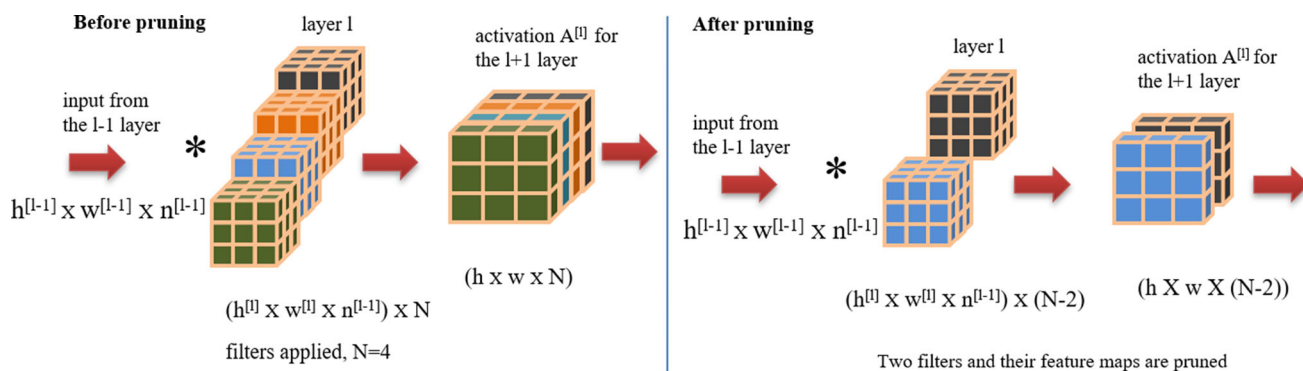 Before pruning
layer l
activation A[l] for
the l+1 layer
input from
the l-1 layer
*
h[l-1] x w[l-1] x n[l-1]
(h x w x N)
(h[l] x w[l] x n[l-1]) x N
filters applied, N=4
After pruning
layer l
activation A[l] for
the l+1 layer
input from
the l-1 layer
*
h[l-1] x w[l-1] x n[l-1]
(h[l] x w[l] x n[l-1]) x (N-2)
(h X w X (N-2))
Two filters and their feature maps are pruned